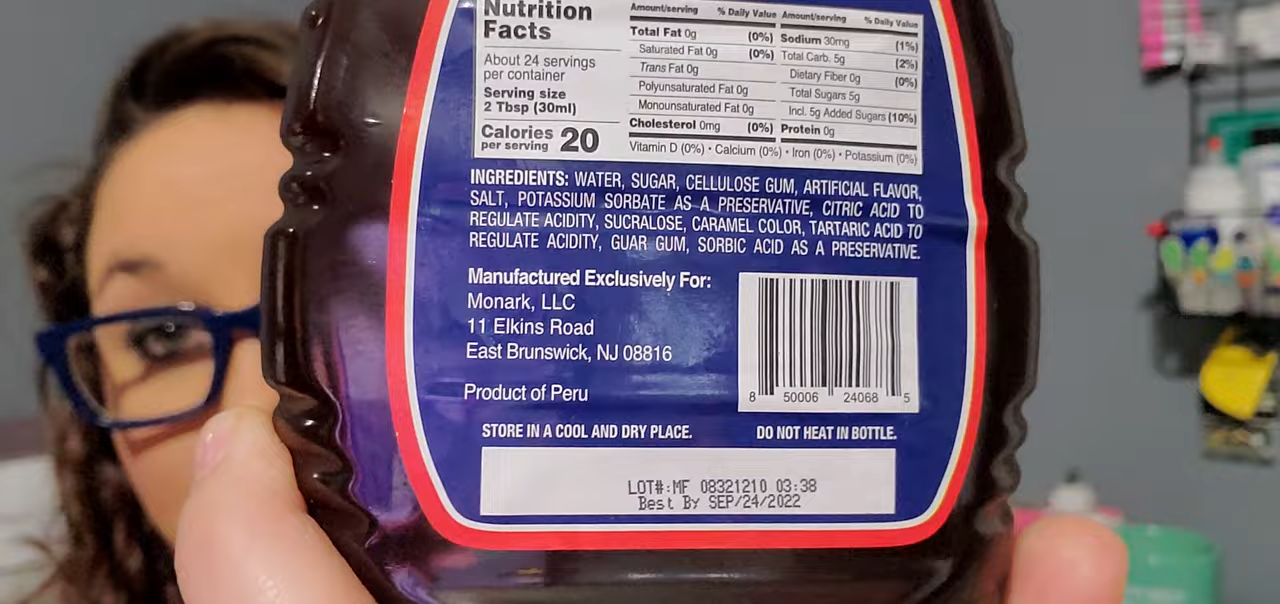 Nutrition
Facts
About 24 servings
per container
Serving size
2 Tbsp (30ml)
Calories 20
per serving
Amount/serving % Daily Value
Total Fat 0g (0%)
Saturated Fat 0g (0%)
Trans Fat 0g
Polyunsaturated Fat 0g
Monounsaturated Fat 0g
Cholesterol 0mg (0%)
Amount/serving % Daily Value
Sodium 30mg (1%)
Total Carb. 5g (2%)
Dietary Fiber 0g (0%)
Total Sugars 5g
Incl. 5g Added Sugars (10%)
Protein 0g
Vitamin D (0%) • Calcium (0%) • Iron (0%) • Potassium (0%)
INGREDIENTS: WATER, SUGAR, CELLULOSE GUM, ARTIFICIAL FLAVOR,
SALT, POTASSIUM SORBATE AS A PRESERVATIVE, CITRIC ACID TO
REGULATE ACIDITY, SUCRALOSE, CARAMEL COLOR, TARTARIC ACID TO
REGULATE ACIDITY, GUAR GUM, SORBIC ACID AS A PRESERVATIVE.
Manufactured Exclusively For:
Monark, LLC
11 Elkins Road
East Brunswick, NJ 08816
Product of Peru
8 50006 24068 5
STORE IN A COOL AND DRY PLACE. DO NOT HEAT IN BOTTLE.
LOT#:MF 08321210 03:38
Best By SEP/24/2022